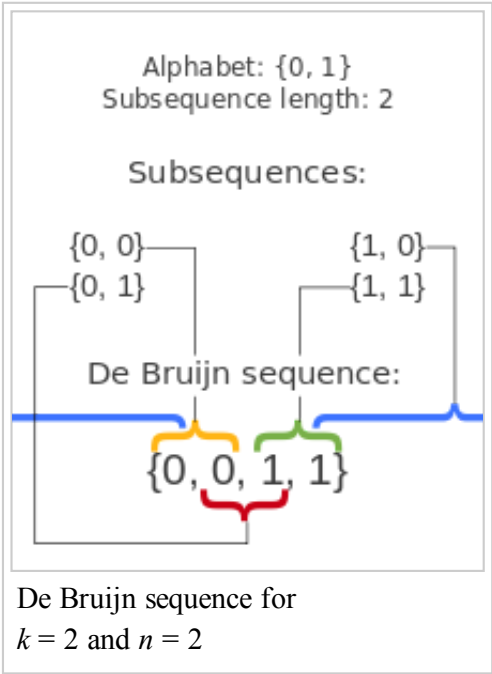 Alphabet: {0, 1}
Subsequence length: 2
Subsequences:
{0, 0} {1, 0}
{0, 1} {1, 1}
De Bruijn sequence:
{0, 0, 1, 1}
De Bruijn sequence for
k = 2 and n = 2